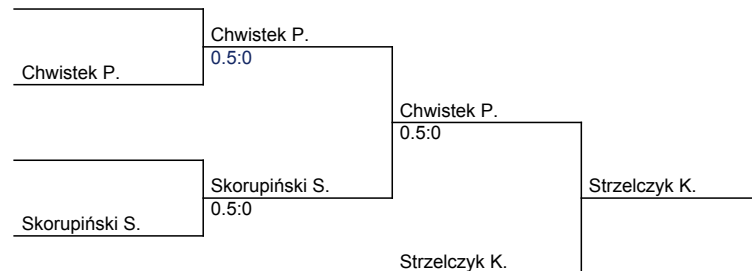 Chwistek P.
0.5:0
Chwistek P.
Chwistek P.
0.5:0
Skorupiński S.
0.5:0
Strzelczyk K.
Skorupiński S.
Strzelczyk K.